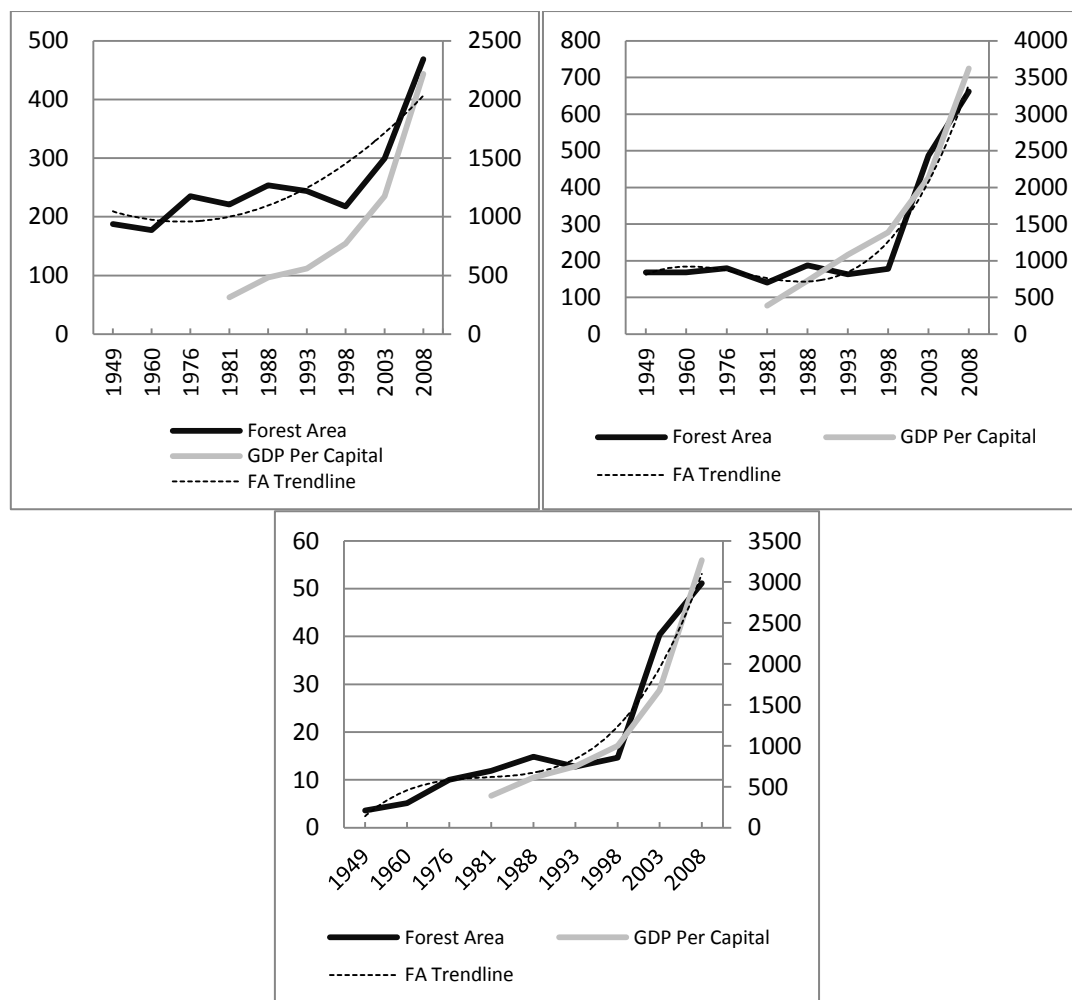 500 2500
400 2000
300 1500
200 1000
100 500
0 0
1949 1960 1976 1981 1988 1993 1998 2003 2008
Forest Area
GDP Per Capital
FA Trendline
800 4000
700 3500
600 3000
500 2500
400 2000
300 1500
200 1000
100 500
0 0
1949 1960 1976 1981 1988 1993 1998 2003 2008
Forest Area GDP Per Capital
FA Trendline
60 3500
50 3000
40 2500
30 2000
20 1500
10 1000
0 500
0
1949 1960 1976 1981 1988 1993 1998 2003 2008
Forest Area GDP Per Capital
FA Trendline